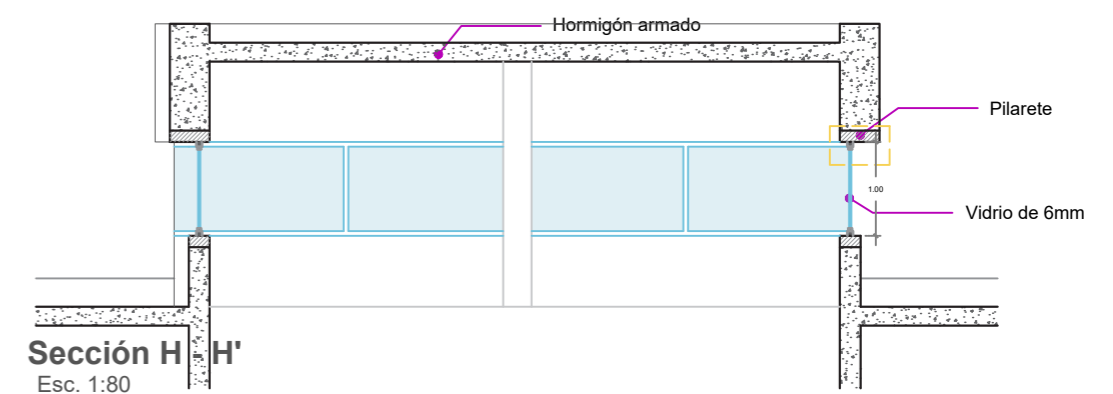 Hormigón armado
Pilarete
1.00
Vidrio de 6mm
Sección H - H'
Esc. 1:80